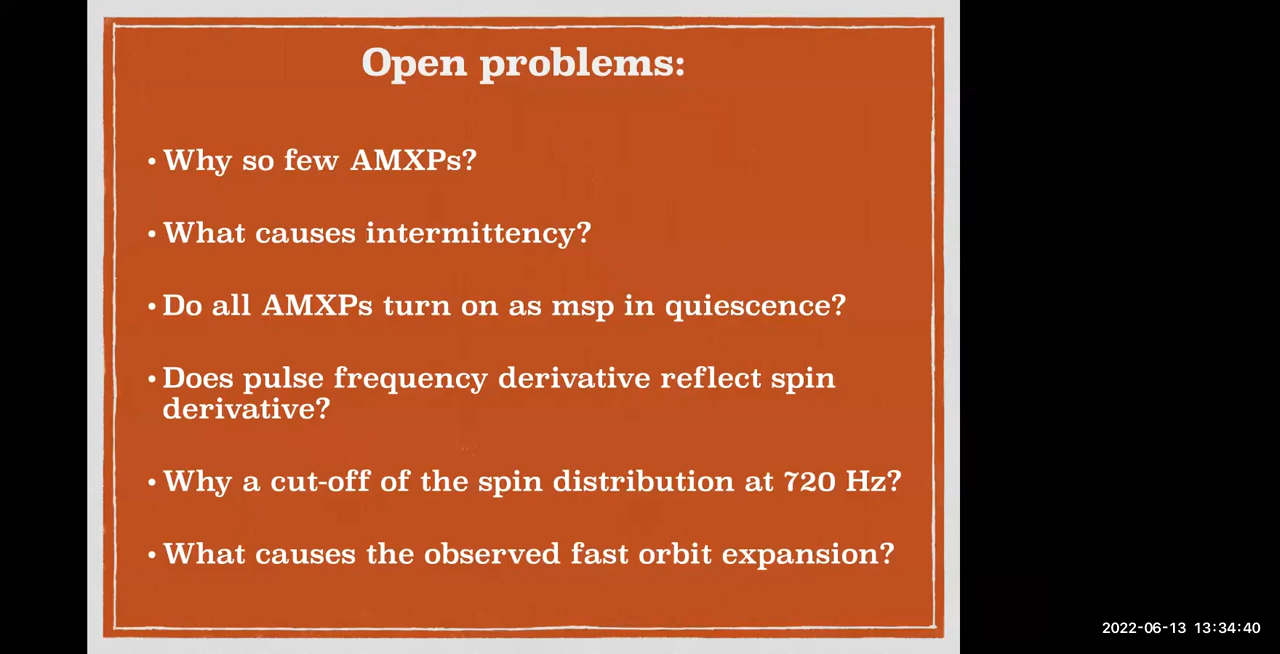 Open problems:
• Why so few AMXPs?
• What causes intermittency?
• Do all AMXPs turn on as msp in quiescence?
• Does pulse frequency derivative reflect spin
derivative?
• Why a cut-off of the spin distribution at 720 Hz?
• What causes the observed fast orbit expansion?
2022-06-13 13:34:40